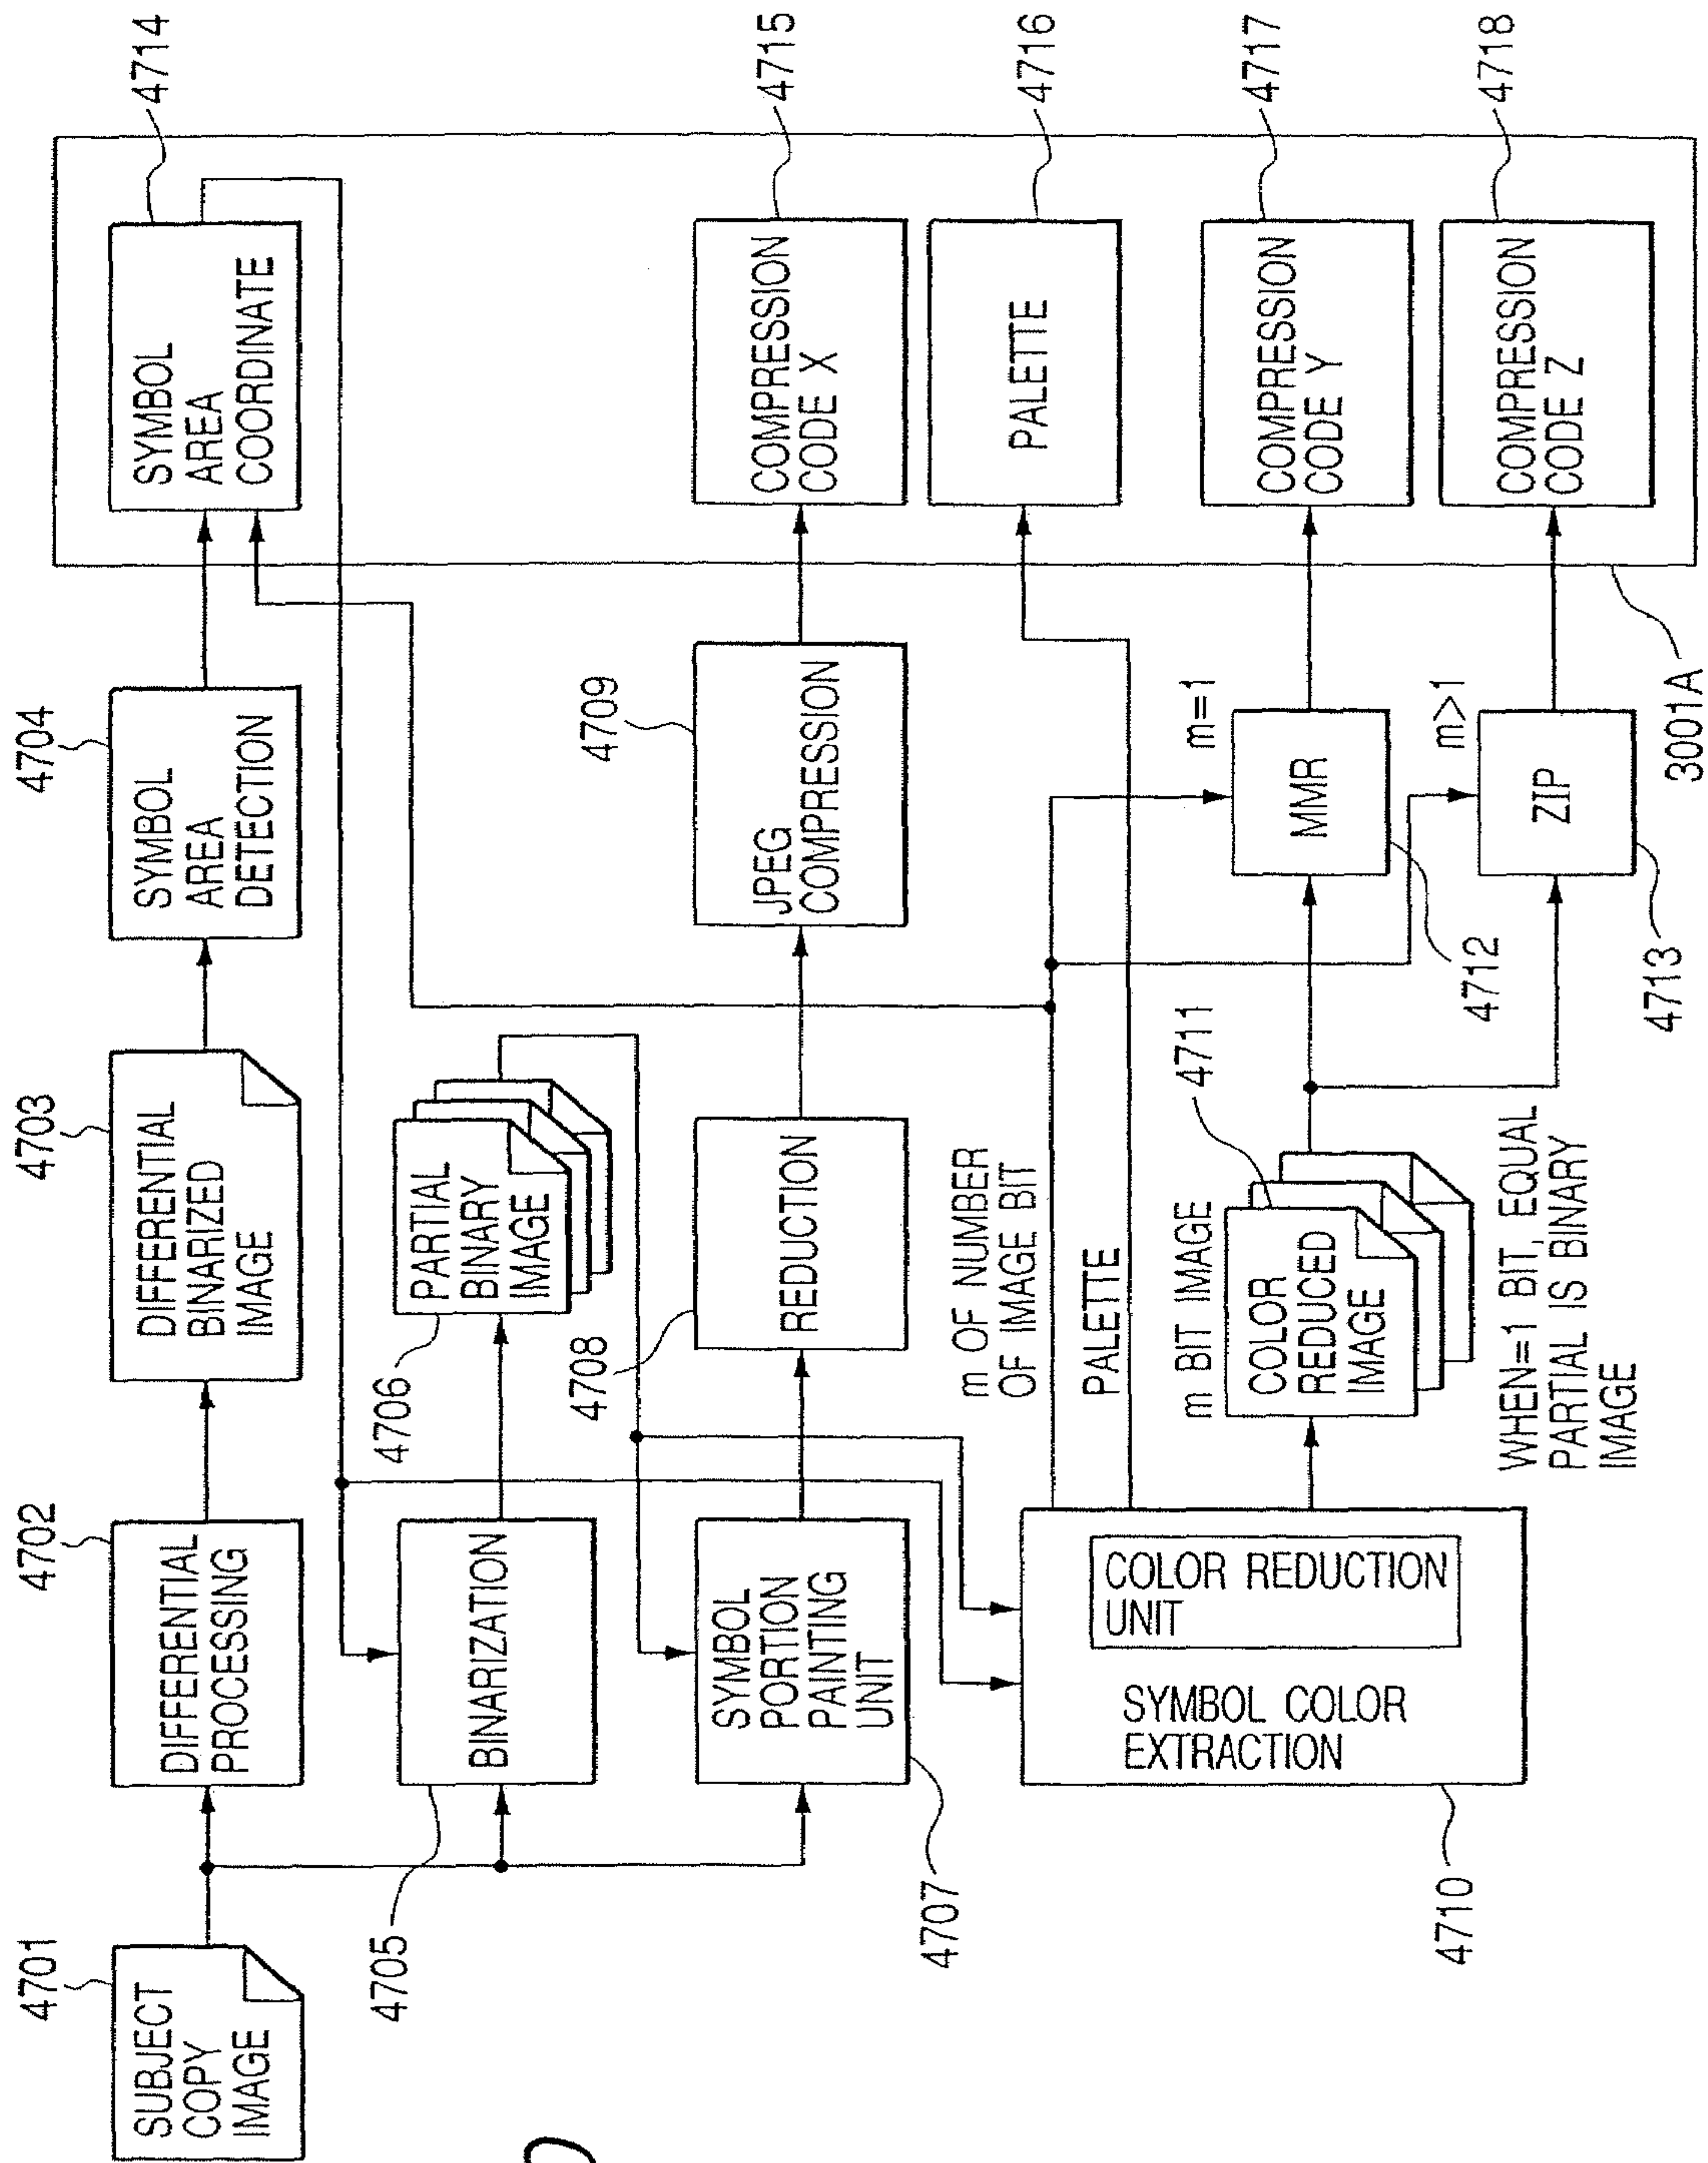 4701
SUBJECT
COPY
IMAGE
4702
DIFFERENTIAL
PROCESSING
4703
DIFFERENTIAL
BINARIZED
IMAGE
4704
SYMBOL
AREA
DETECTION
4714
SYMBOL
AREA
COORDINATE
4705
BINARIZATION
4706
PARTIAL
BINARY
IMAGE
4707
SYMBOL
PORTION
PAINTING
UNIT
4708
REDUCTION
4709
JPEG
COMPRESSION
4715
COMPRESSION
CODE X
4716
PALETTE
4710
COLOR REDUCTION
UNIT
SYMBOL COLOR
EXTRACTION
m OF NUMBER
OF IMAGE BIT
PALETTE
m BIT IMAGE
4711
COLOR
REDUCED
IMAGE
WHEN=1 BIT, EQUAL
PARTIAL IS BINARY
IMAGE
m=1
MMR
4712
m>1
ZIP
4713
4717
COMPRESSION
CODE Y
4718
COMPRESSION
CODE Z
3001A